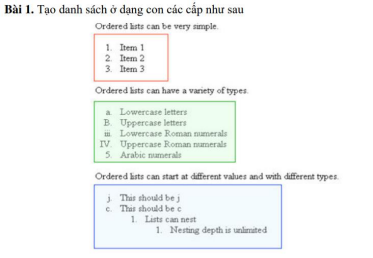 Bài 1. Tạo danh sách ở dạng con các cấp như sau
Ordered lists can be very simple.
1. Item 1
2. Item 2
3. Item 3
Ordered lists can have a variety of types.
a. Lowercase letters
B. Uppercase letters
iii. Lowercase Roman numerals
IV. Uppercase Roman numerals
5. Arabic numerals
Ordered lists can start at different values and with different types.
j. This should be j
c. This should be c
1. Lists can nest
1. Nesting depth is unlimited